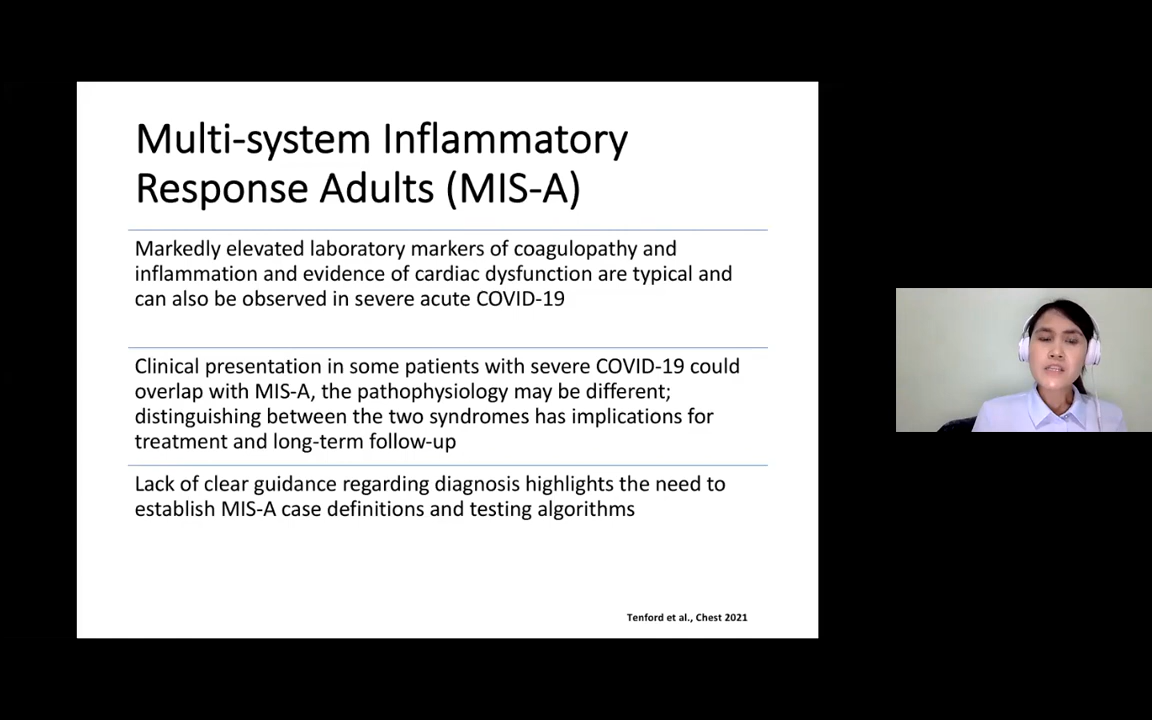 Multi-system Inflammatory
Response Adults (MIS-A)
Markedly elevated laboratory markers of coagulopathy and
inflammation and evidence of cardiac dysfunction are typical and
can also be observed in severe acute COVID-19
Clinical presentation in some patients with severe COVID-19 could
overlap with MIS-A, the pathophysiology may be different;
distinguishing between the two syndromes has implications for
treatment and long-term follow-up
Lack of clear guidance regarding diagnosis highlights the need to
establish MIS-A case definitions and testing algorithms
Tenford et al., Chest 2021